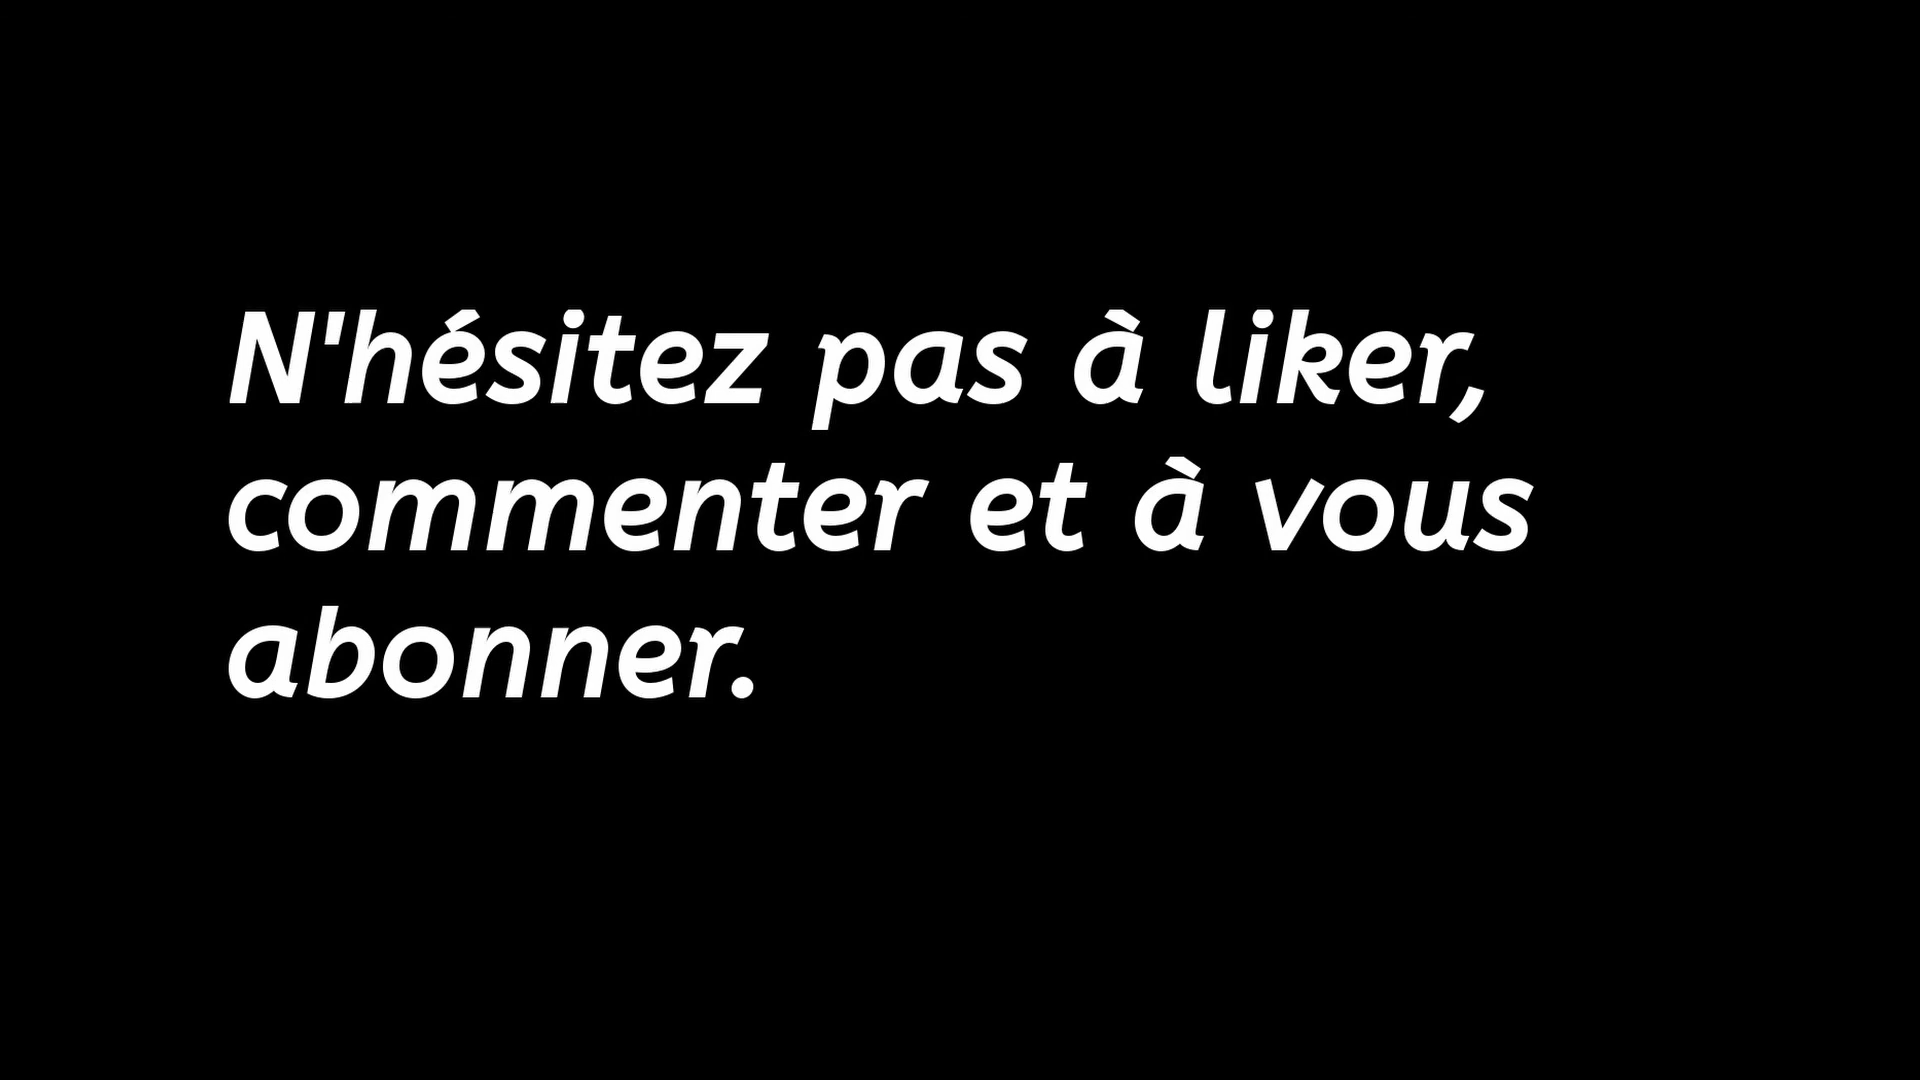 N'hésitez pas à liker,
commenter et à vous
abonner.